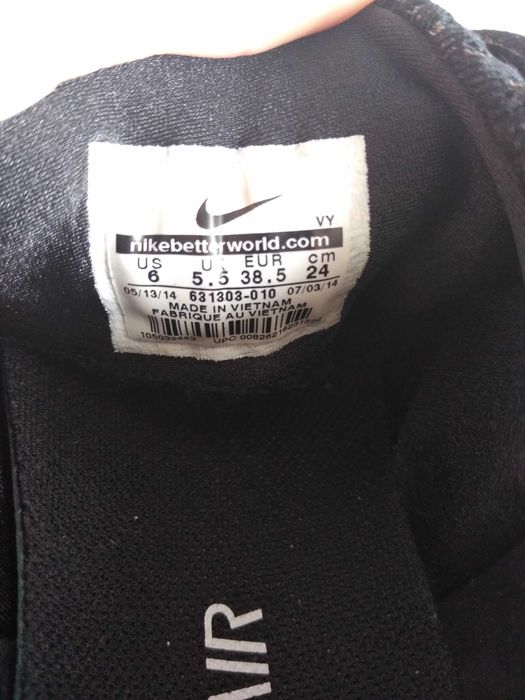 VY
nikebetterworld.com
US UK EUR cm
6 5.5 38.5 24
05/13/14 631303-010 07/03/14
MADE IN VIETNAM
FABRIQUE AU VIETNAM
UPC
AIR